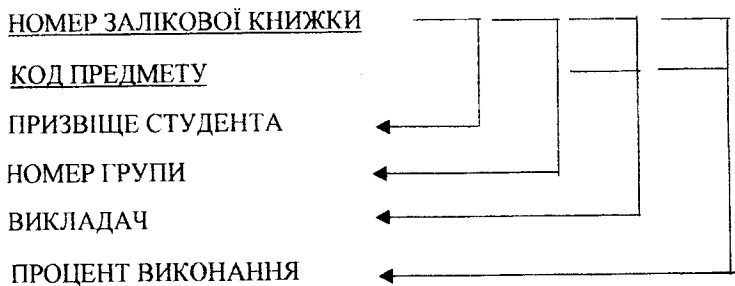 НОМЕР ЗАЛІКОВОЇ КНИЖКИ
КОД ПРЕДМЕТУ
ПРИЗВІЩЕ СТУДЕНТА
НОМЕР ГРУПИ
ВИКЛАДАЧ
ПРОЦЕНТ ВИКОНАННЯ